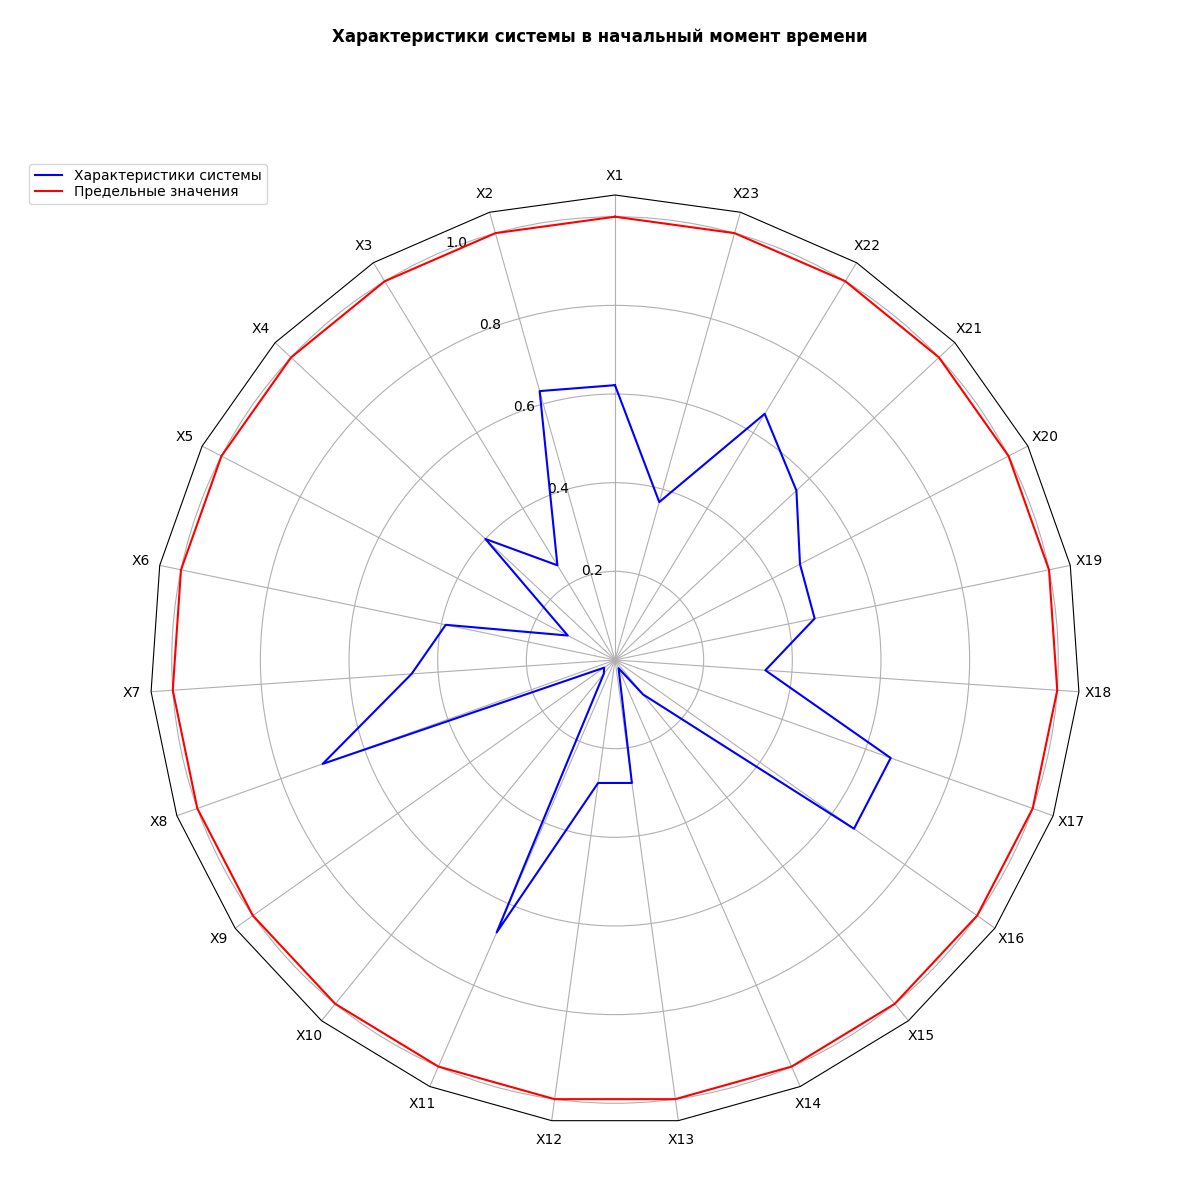 Характеристики системы в начальный момент времени
Характеристики системы
Предельные значения
X1
X2
X3
X4
X5
X6
X7
X8
X9
X10
X11
X12
X13
X14
X15
X16
X17
X18
X19
X20
X21
X22
X23
1.0
0.8
0.6
0.4
0.2